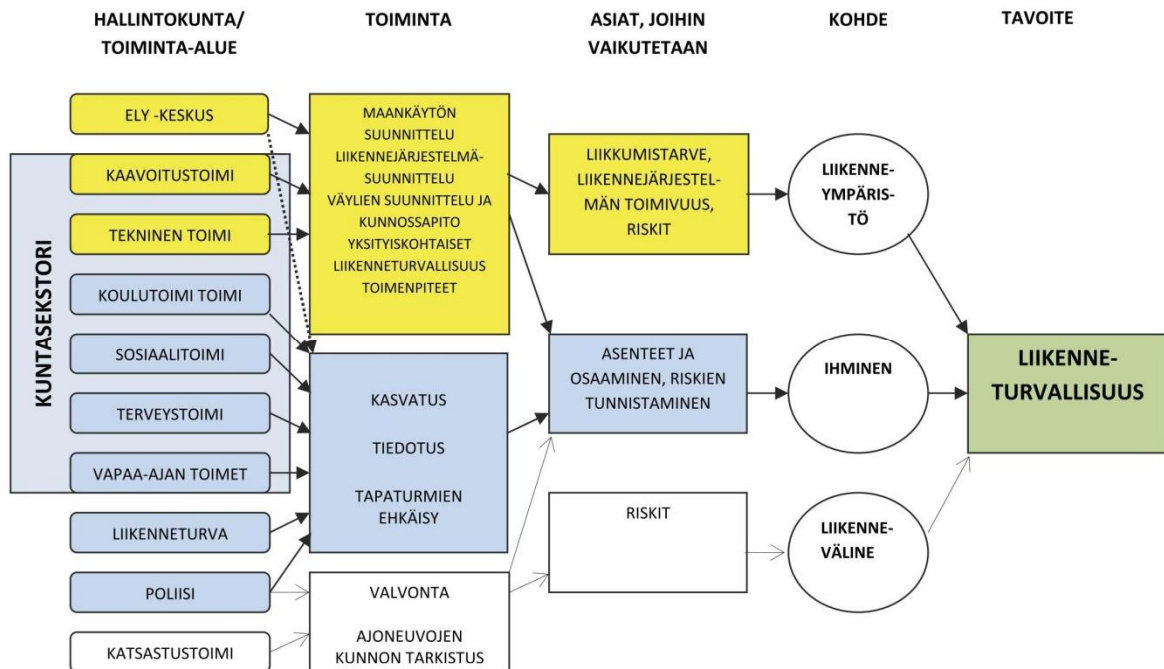 HALLINTOKUNTA/
TOIMINTA-ALUE
TOIMINTA
ASIAT, JOIHIN
VAIKUTETAAN
KOHDE
TAVOITE
KUNTASEKSTORI
ELY -KESKUS
KAAVOITUSTOIMI
TEKNINEN TOIMI
KOULUTOIMI TOIMI
SOSIAALITOIMI
TERVEYSTOIMI
VAPAA-AJAN TOIMET
LIIKENNETURVA
POLIISI
KATSASTUSTOIMI
MAANKÄYTÖN
SUUNNITTELU
LIIKENNEJÄRJESTELMÄ-
SUUNNITTELU
VÄYLIEN SUUNNITTELU JA
KUNNOSSAPITO
YKSITYISKOHTAISET
LIIKENNETURVALLISUUS
TOIMENPITEET
KASVATUS
TIEDOTUS
TAPATURMIEN
EHKÄISY
VALVONTA
AJONEUVOJEN
KUNNON TARKISTUS
LIIKKUMISTARVE,
LIIKENNEJÄRJESTEL-
MÄN TOIMIVUUS,
RISKIT
ASENTEET JA
OSAAMINEN, RISKIEN
TUNNISTAMINEN
RISKIT
LIIKENNE-
YMPÄRIS-
TÖ
IHMINEN
LIIKENNE-
VÄLINE
LIIKENNE-
TURVALLISUUS